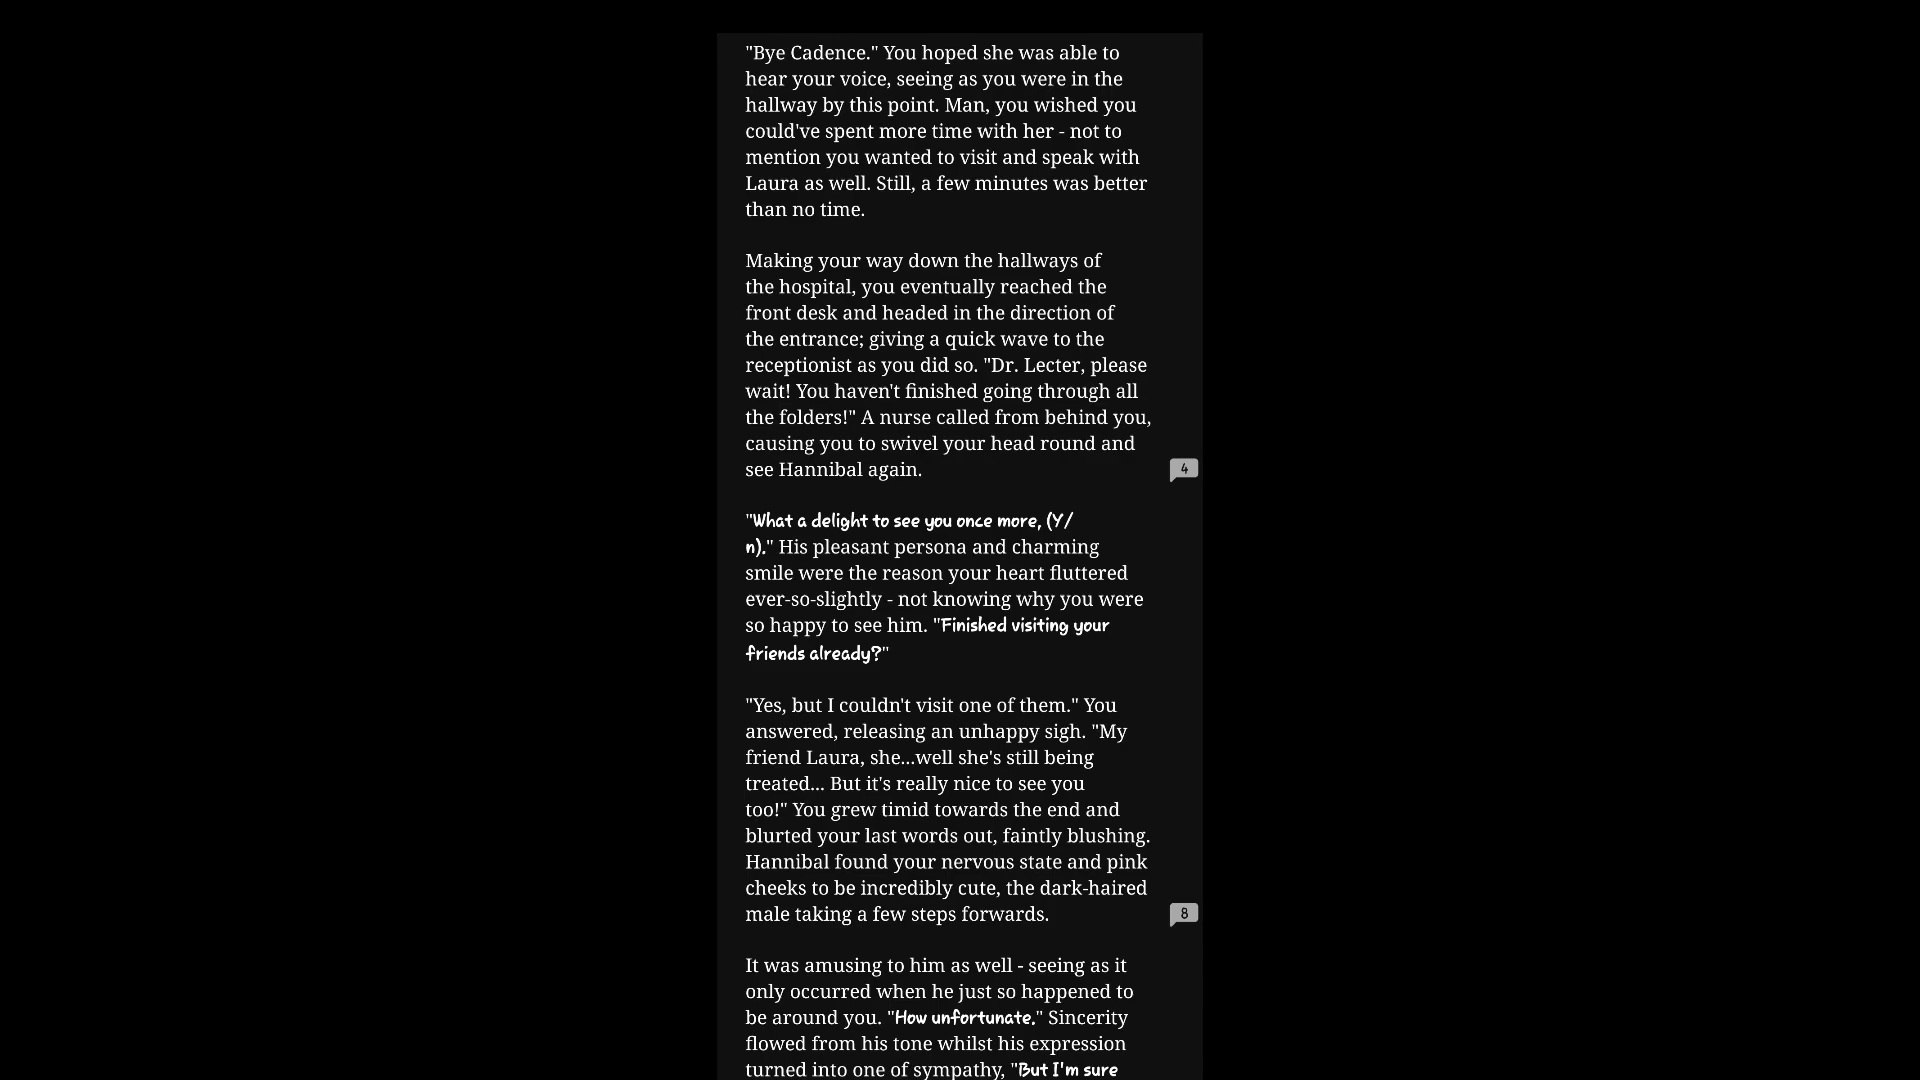 "Bye Cadence." You hoped she was able to
hear your voice, seeing as you were in the
hallway by this point. Man, you wished you
could've spent more time with her - not to
mention you wanted to visit and speak with
Laura as well. Still, a few minutes was better
than no time.
Making your way down the hallways of
the hospital, you eventually reached the
front desk and headed in the direction of
the entrance; giving a quick wave to the
receptionist as you did so. "Dr. Lecter, please
wait! You haven't finished going through all
the folders!" A nurse called from behind you,
causing you to swivel your head round and
see Hannibal again.
4
"What a delight to see you once more, (Y/
n)." His pleasant persona and charming
smile were the reason your heart fluttered
ever-so-slightly - not knowing why you were
so happy to see him. "Finished visiting your
friends already?"
"Yes, but I couldn't visit one of them." You
answered, releasing an unhappy sigh. "My
friend Laura, she...well she's still being
treated... But it's really nice to see you
too!" You grew timid towards the end and
blurted your last words out, faintly blushing.
Hannibal found your nervous state and pink
cheeks to be incredibly cute, the dark-haired
male taking a few steps forwards.
8
It was amusing to him as well - seeing as it
only occurred when he just so happened to
be around you. "How unfortunate." Sincerity
flowed from his tone whilst his expression
turned into one of sympathy, "But I'm sure